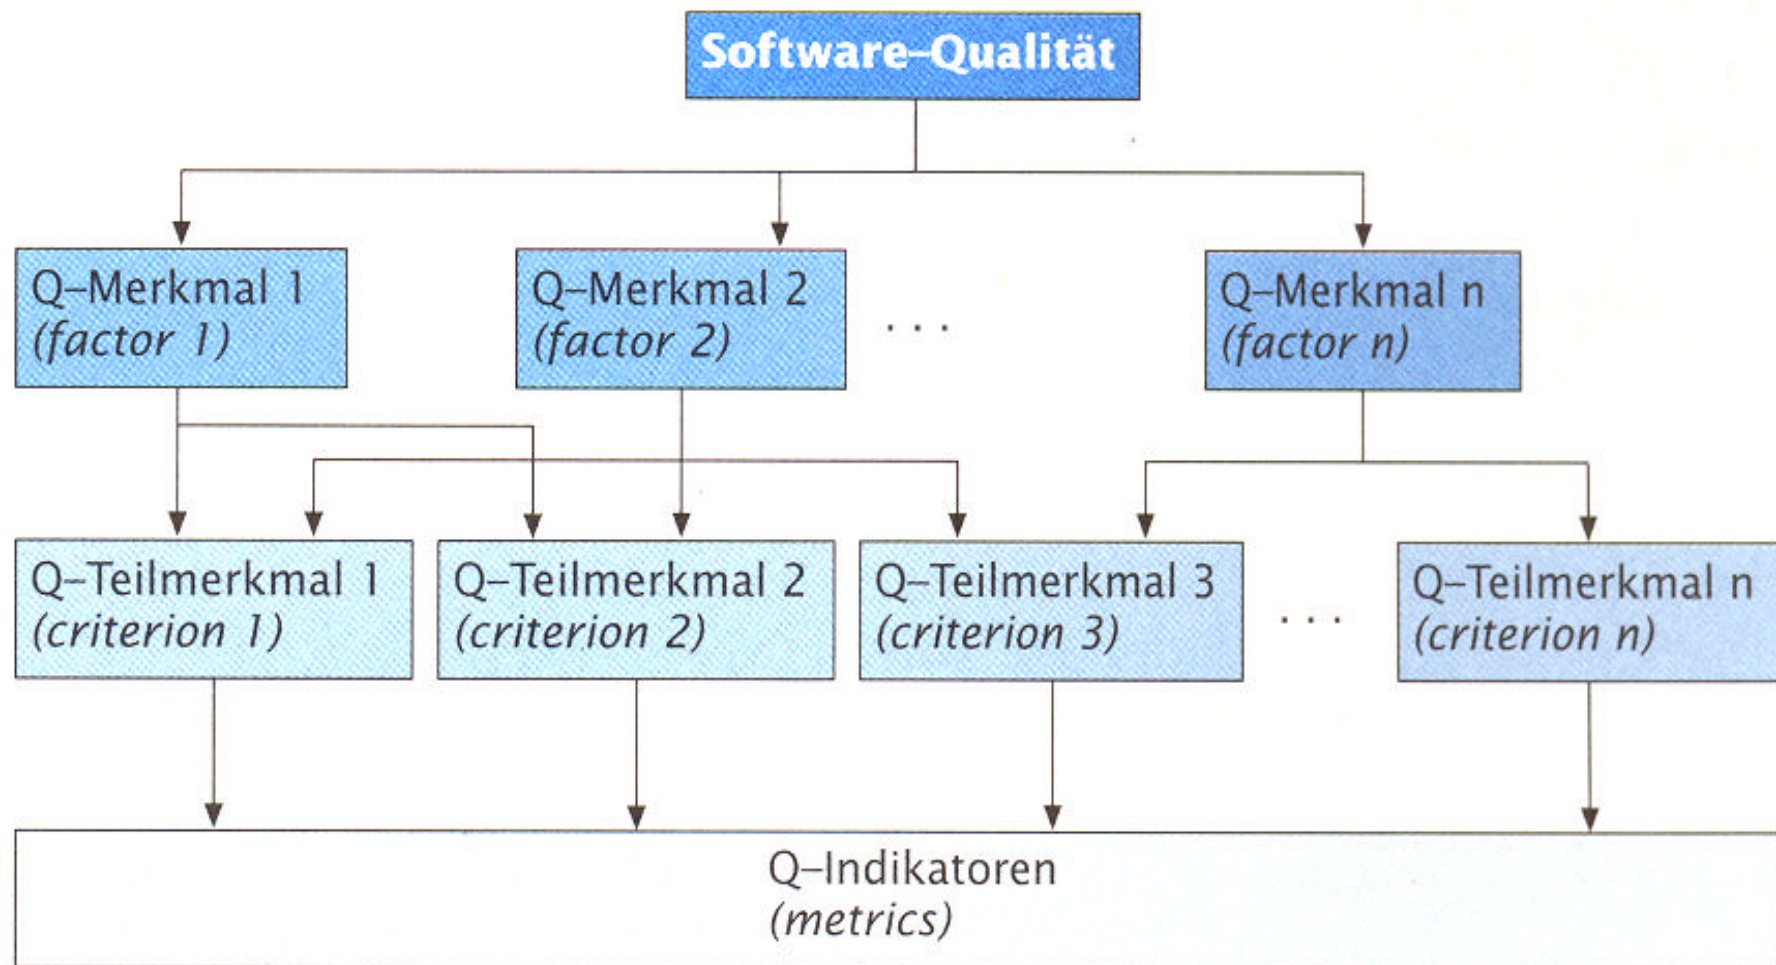 Software–Qualität
Q–Merkmal 1
(factor 1)
Q–Merkmal 2
(factor 2)
. . .
Q–Merkmal n
(factor n)
Q–Teilmerkmal 1
(criterion 1)
Q–Teilmerkmal 2
(criterion 2)
Q–Teilmerkmal 3
(criterion 3)
. . .
Q–Teilmerkmal n
(criterion n)
Q–Indikatoren
(metrics)